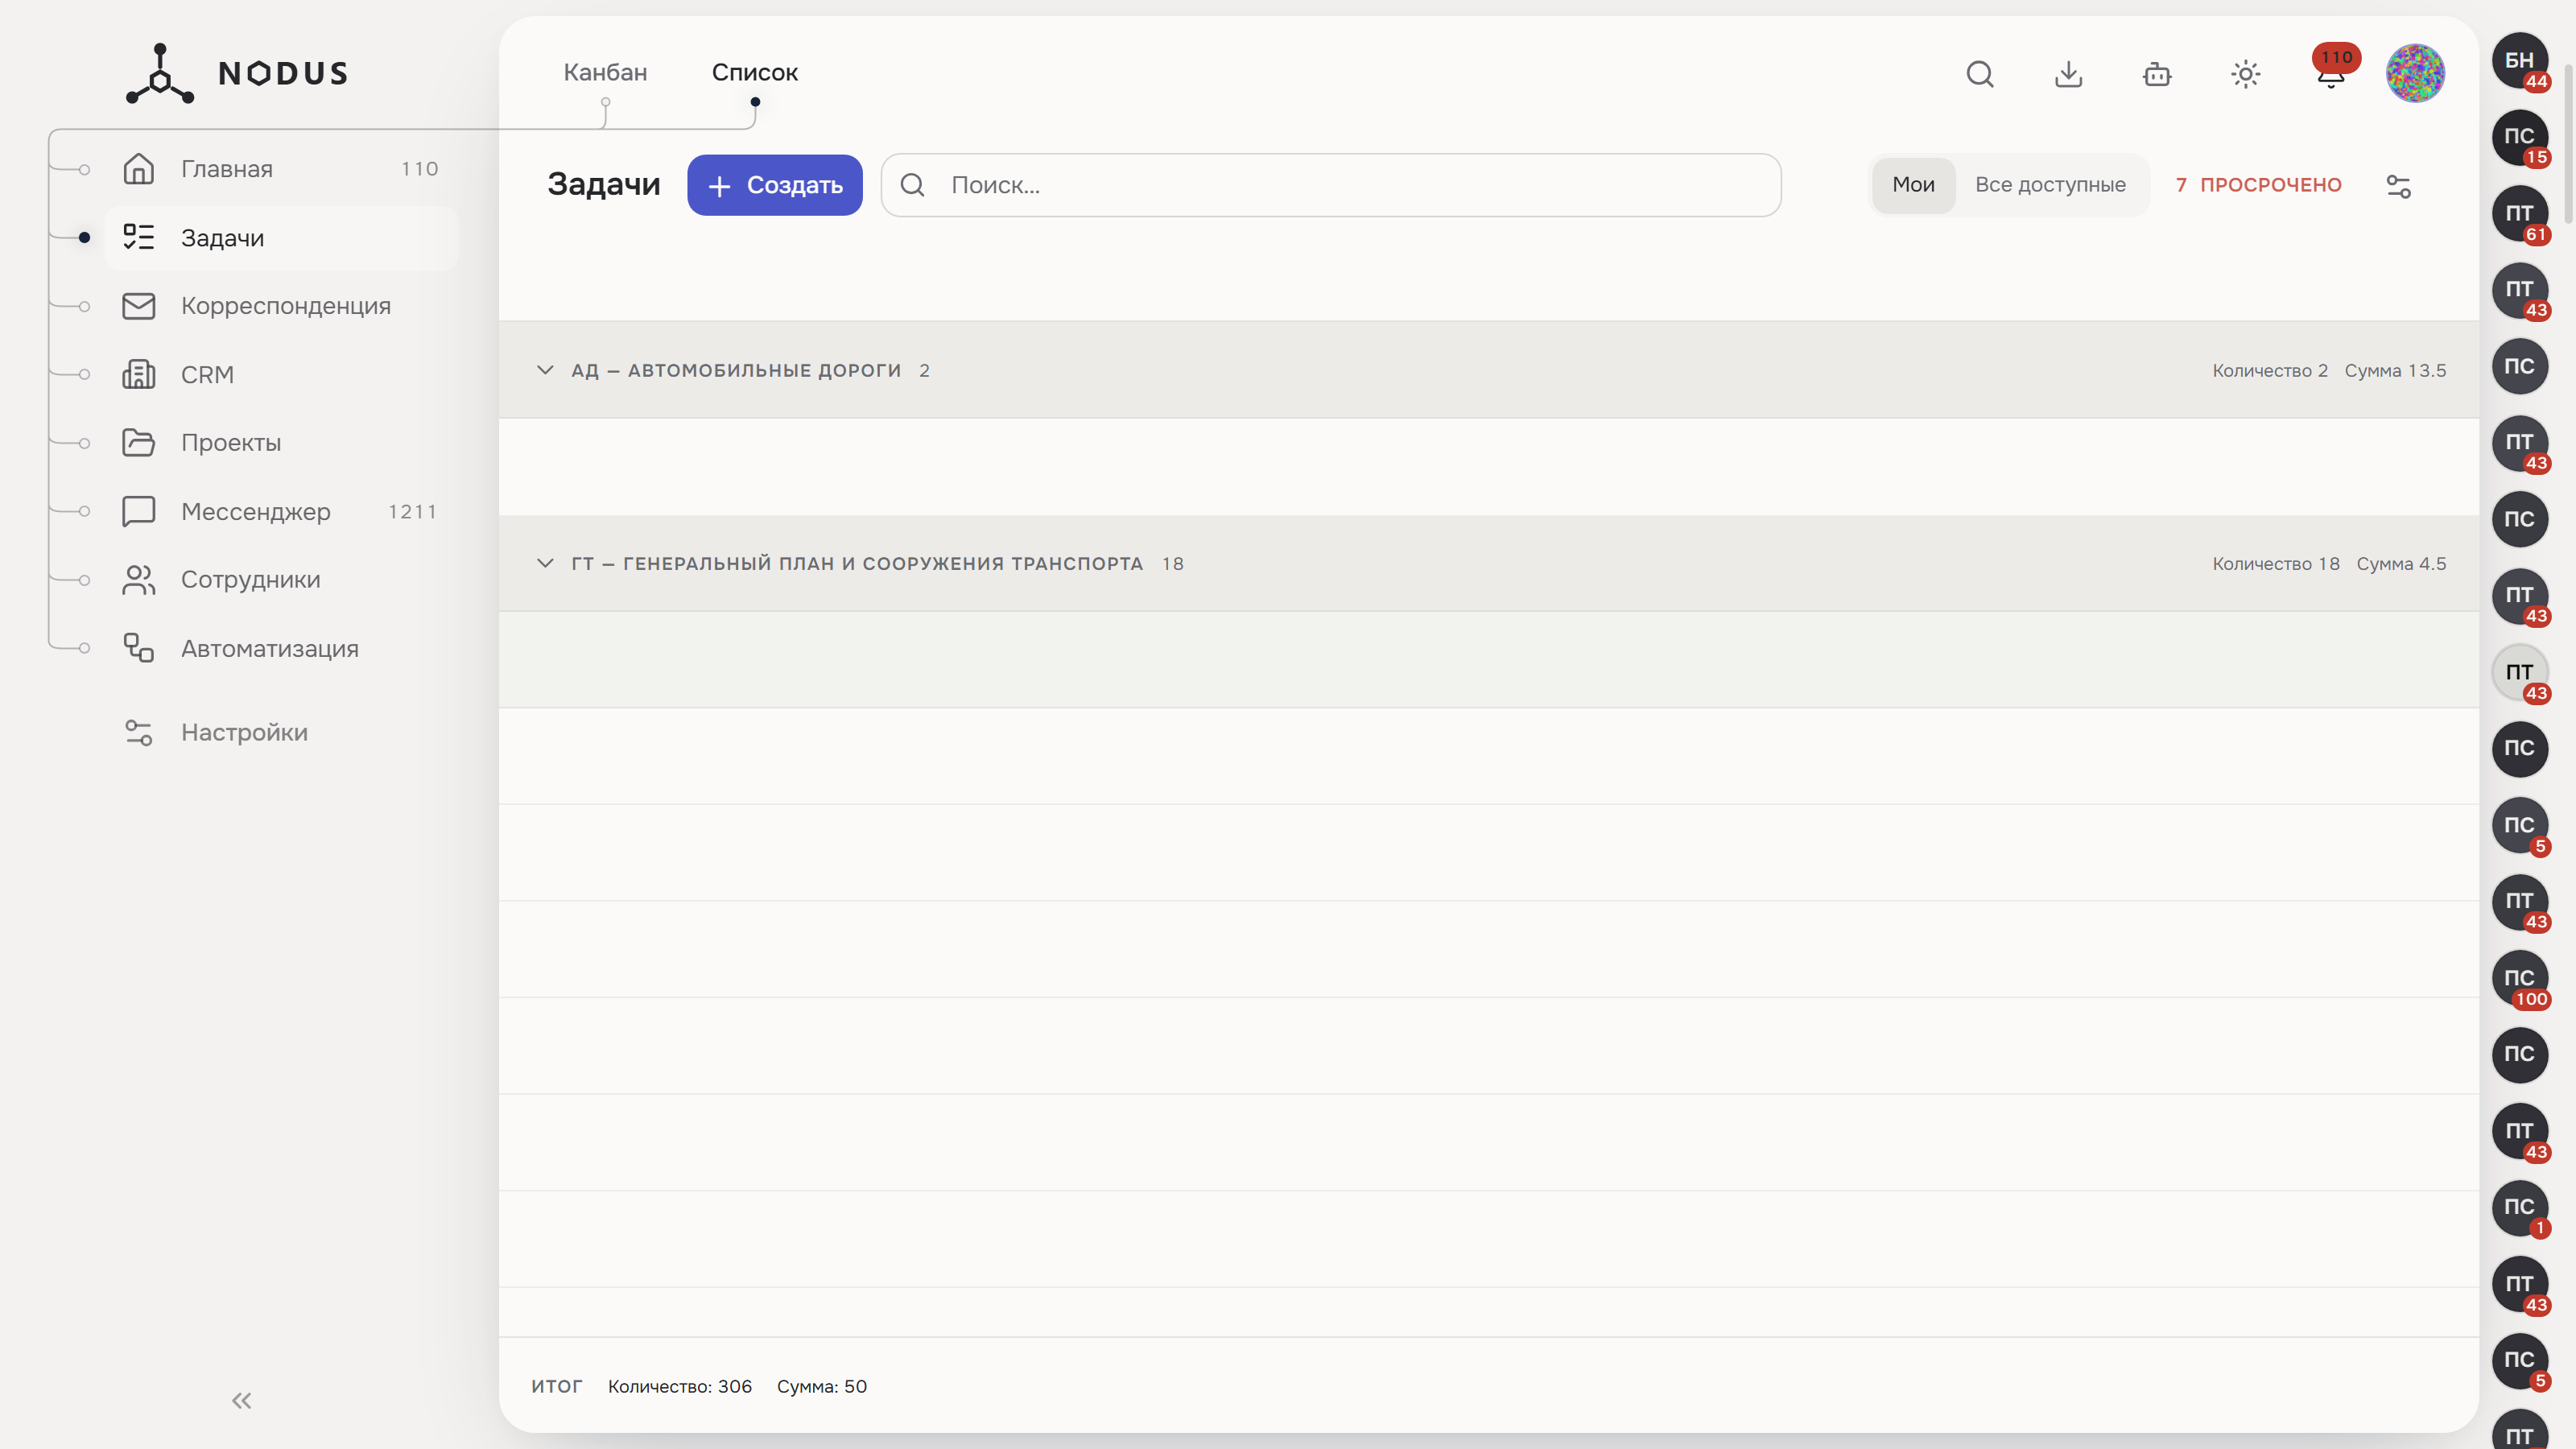 NODUS
Канбан
Список
110
Главная 110
Задачи
Корреспонденция
CRM
Проекты
Мессенджер 1211
Сотрудники
Автоматизация
Настройки
Задачи
Создать
Поиск...
Мои
Все доступные
7 ПРОСРОЧЕНО
АД — АВТОМОБИЛЬНЫЕ ДОРОГИ 2
Количество 2 Сумма 13.5
ГТ — ГЕНЕРАЛЬНЫЙ ПЛАН И СООРУЖЕНИЯ ТРАНСПОРТА 18
Количество 18 Сумма 4.5
ИТОГ Количество: 306 Сумма: 50
БН
44
ПС
15
ПТ
61
ПТ
43
ПС
ПТ
43
ПС
ПТ
43
ПТ
43
ПС
ПС
5
ПТ
43
ПС
100
ПС
ПТ
43
ПС
1
ПТ
43
ПС
5
ПТ